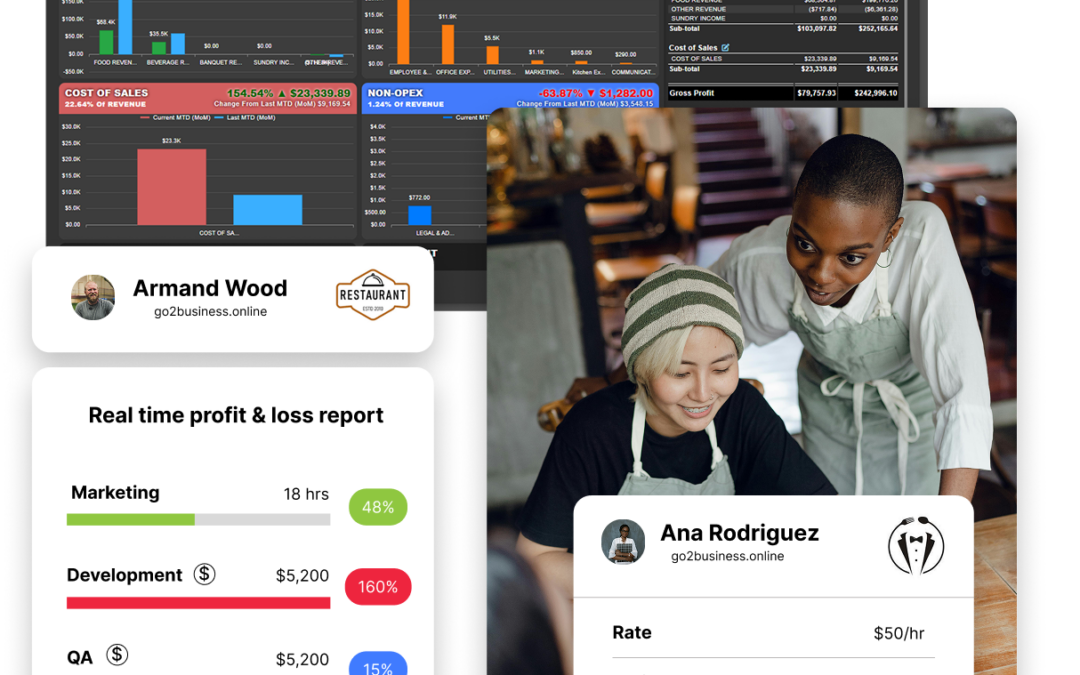 $150.0K
$100.0K
$50.0K
$0.00
-$50.0K
$68.4K
$35.5K
$0.00
$0.00
FOOD REVEN...
BEVERAGE R...
BANQUET RE...
SUNDRY INC...
$15.0K
$10.0K
$5.0K
$0.00
$11.9K
$5.5K
$1.1K
$850.00
$290.00
EMPLOYEE &...
OFFICE EXP...
UTILITIES...
MARKETING...
Kitchen Ex...
COMMUNICAT...
OTHER REVENUE ($717.84) ($6,361.28)
SUNDRY INCOME $0.00 $0.00
Sub-total $103,097.82 $252,165.64
Cost of Sales
COST OF SALES $23,339.89 $9,169.54
Sub-total $23,339.89 $9,169.54
Gross Profit $79,757.93 $242,996.10
COST OF SALES 154.54% ▲ $23,339.89
22.64% Of REVENUE Change From Last MTD (MoM) $9,169.54
Current MTD (MoM) Last MTD (MoM)
$30.0K
$25.0K
$20.0K
$15.0K
$10.0K
$5.0K
$0.00
$23.3K
COST OF SA...
NON-OPEX -63.87% ▼ $1,282.00
1.24% Of REVENUE Change From Last MTD (MoM) $3,548.15
Current MT
$4.0K
$3.5K
$3.0K
$2.5K
$2.0K
$1.5K
$1.0K
$500.00
$0.00
$772.00
LEGAL & AD...
Armand Wood
go2business.online
RESTAURANT
ESTD 2019
Real time profit & loss report
Marketing 18 hrs 48%
Development $ $5,200 160%
QA $ $5,200 15%
Ana Rodriguez
go2business.online
Rate $50/hr